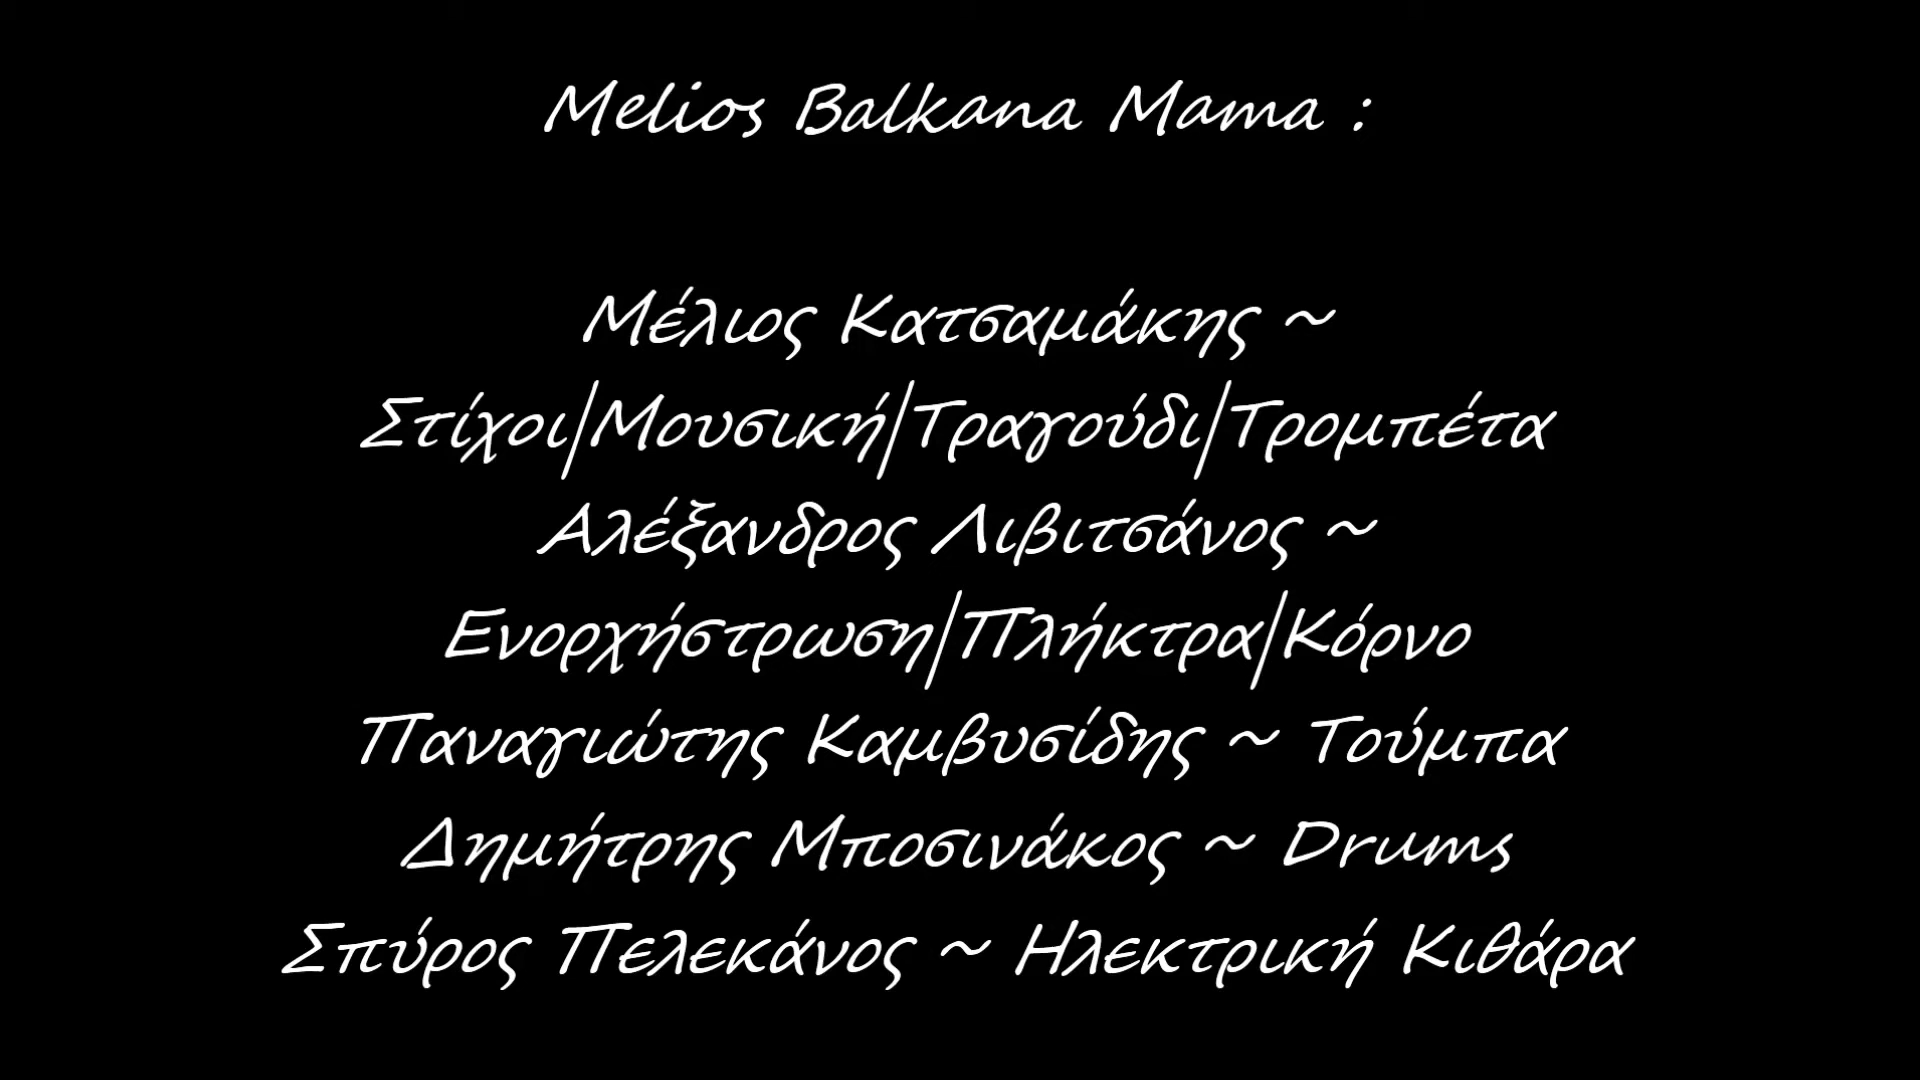 Melios Balkana Mama :
Μέλιος Κατσαμάκης ~
Στίχοι|Μουσική|Τραγούδι|Τρομπέτα
Αλέξανδρος Λιβιτσάνος ~
Ενορχήστρωση|Πλήκτρα|Κόρνο
Παναγιώτης Καμβυσίδης ~ Τούμπα
Δημήτρης Μποσινάκος ~ Drums
Σπύρος Πελεκάνος ~ Ηλεκτρική Κιθάρα